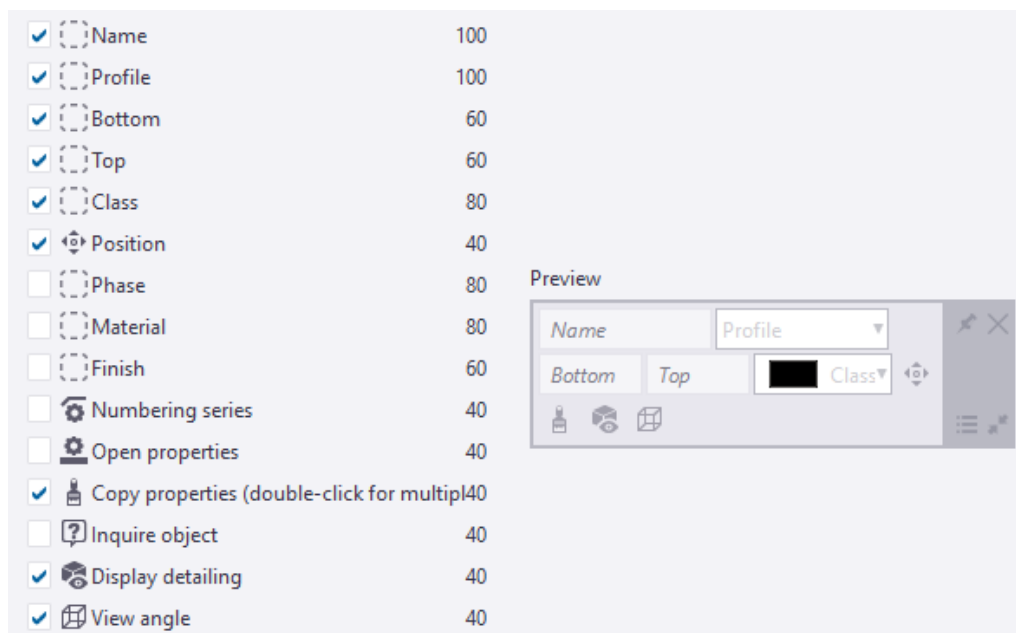 Name 100
Profile 100
Bottom 60
Top 60
Class 80
Position 40
Phase 80
Material 80
Finish 60
Numbering series 40
Open properties 40
Copy properties (double-click for multipl40
Inquire object 40
Display detailing 40
View angle 40
Preview
Name Profile
Bottom Top Class